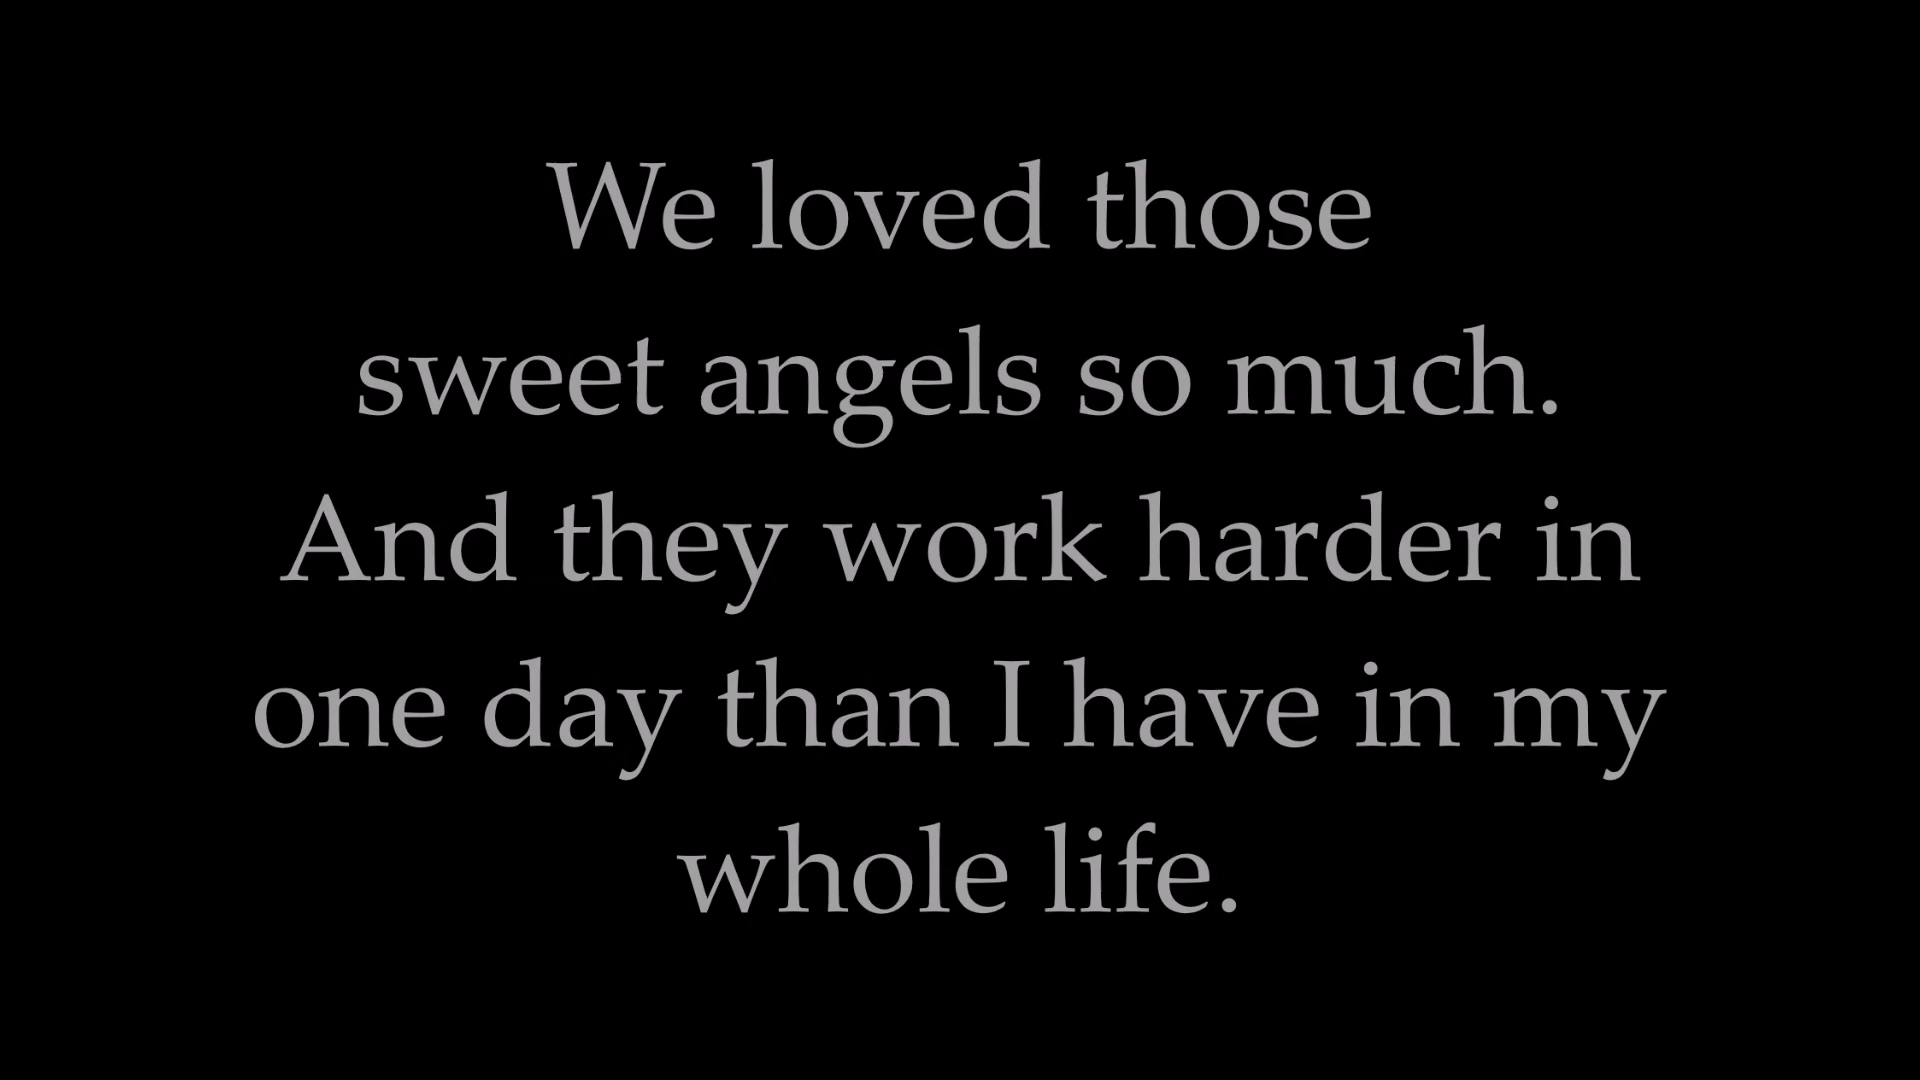 We loved those
sweet angels so much.
And they work harder in
one day than I have in my
whole life.